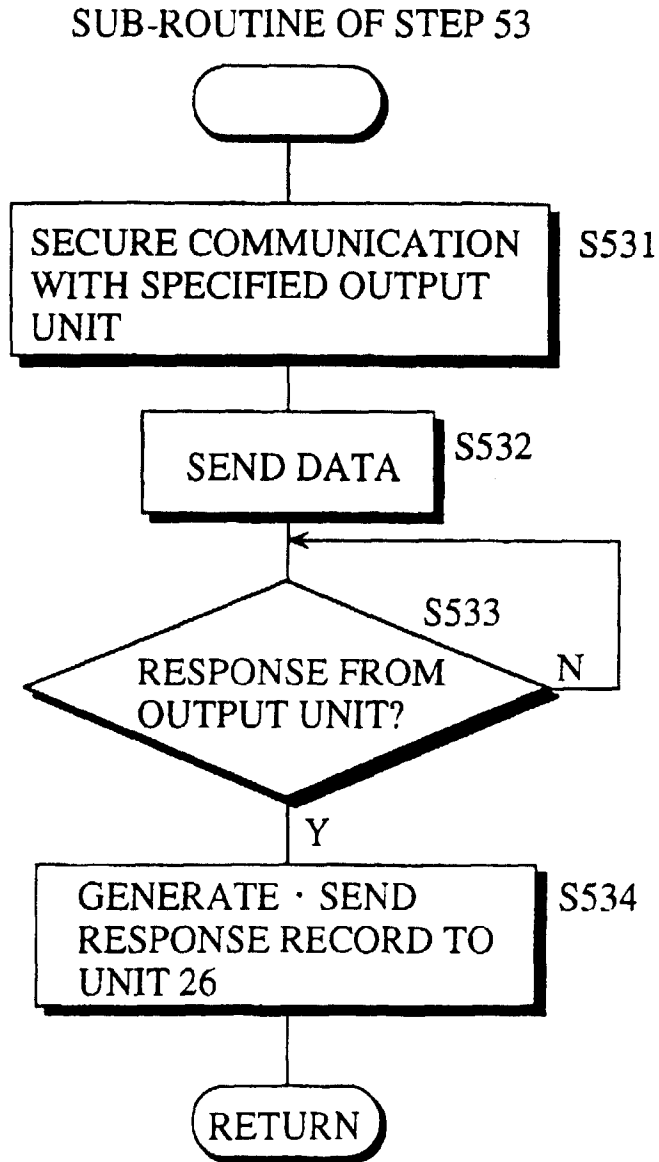 SUB-ROUTINE OF STEP 53
SECURE COMMUNICATION
WITH SPECIFIED OUTPUT
UNIT
S531
SEND DATA
S532
S533
RESPONSE FROM
OUTPUT UNIT?
N
Y
GENERATE · SEND
RESPONSE RECORD TO
UNIT 26
S534
RETURN